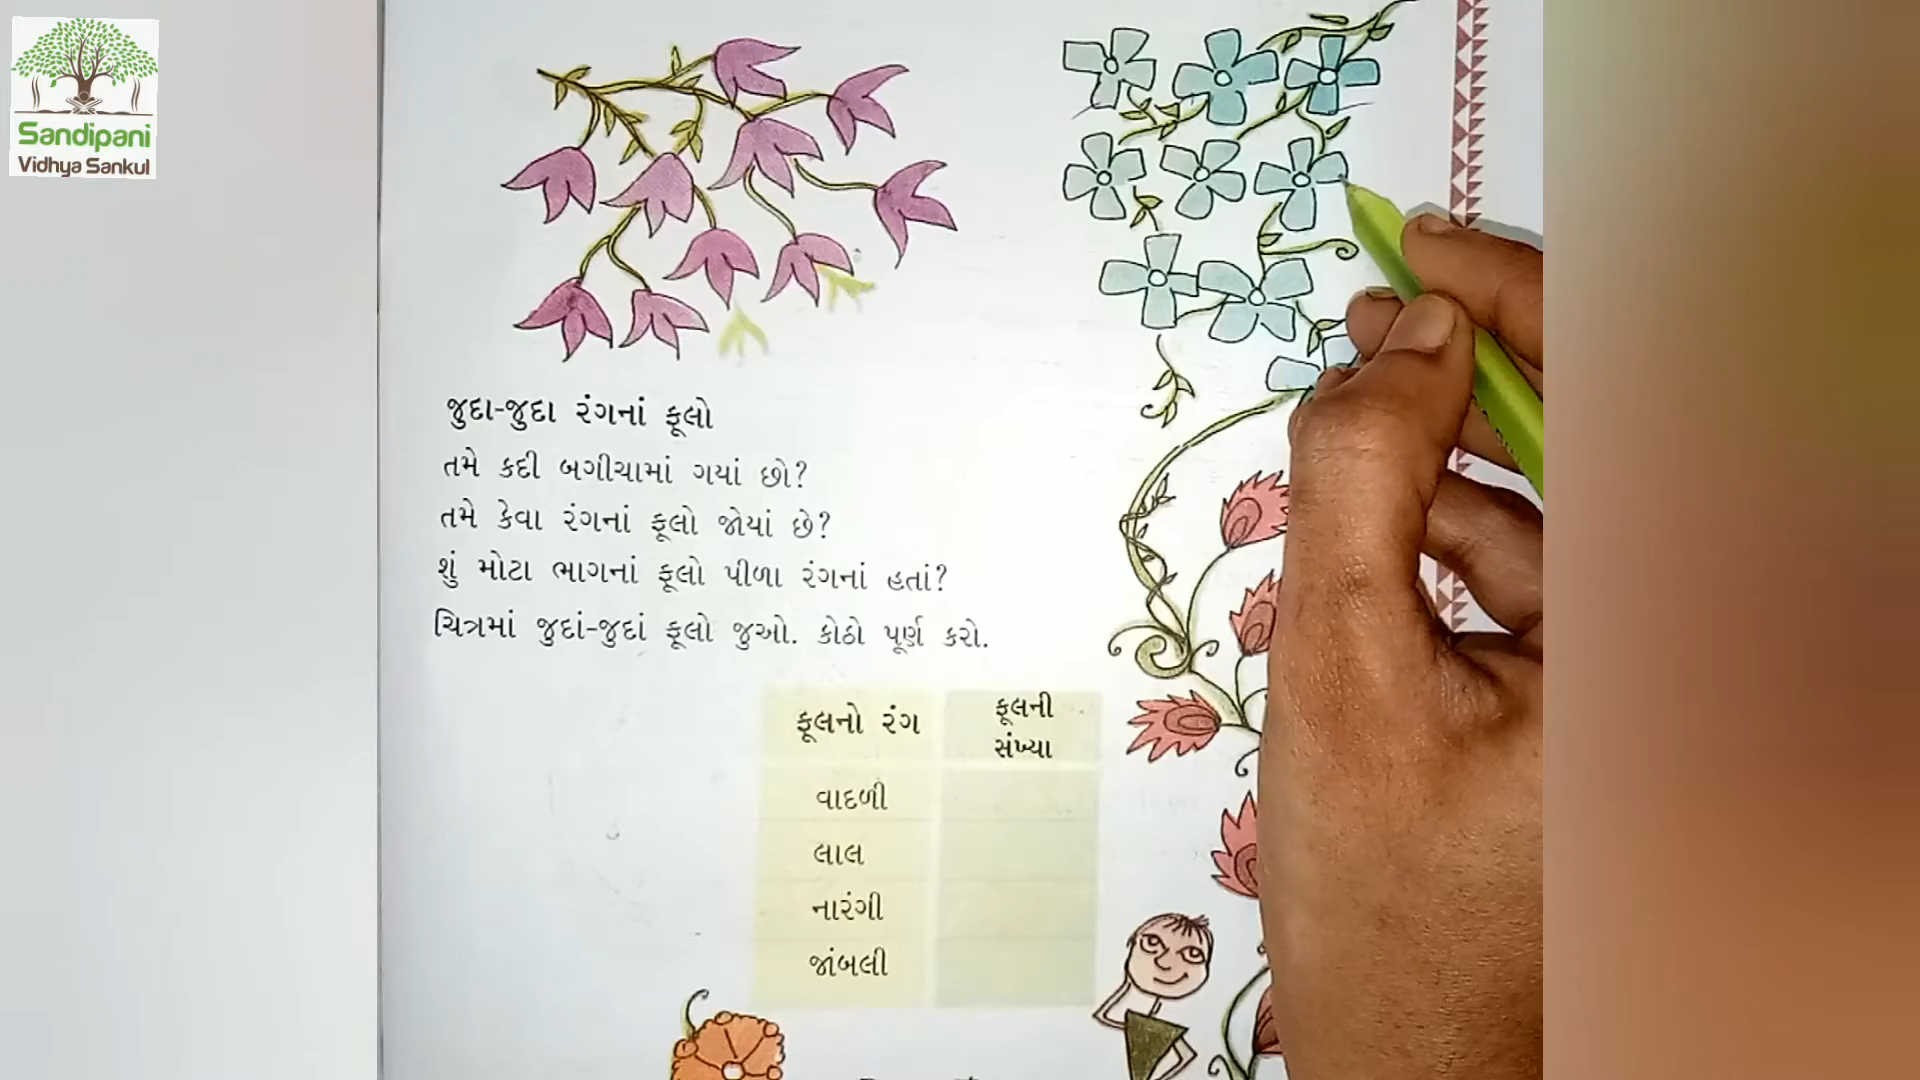 Sandipani
Vidhya Sankul
જુદા-જુદા રંગનાં ફૂલો
તમે કદી બગીચામાં ગયાં છો?
તમે કેવા રંગનાં ફૂલો જોયાં છે?
શું મોટા ભાગનાં ફૂલો પીળા રંગનાં હતાં?
ચિત્રમાં જુદાં-જુદાં ફૂલો જુઓ. કોઠો પૂર્ણ કરો.
ફૂલનો રંગ
ફૂલની
સંખ્યા
વાદળી
લાલ
નારંગી
જાંબલી